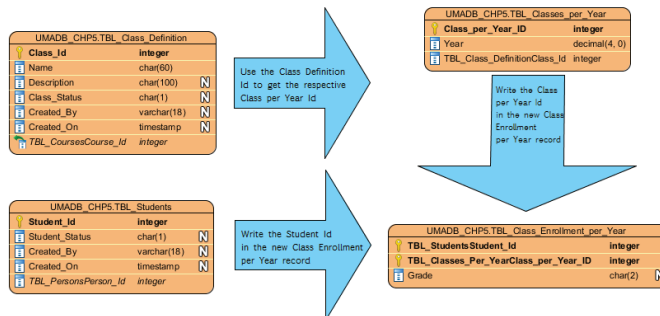 UMADB_CHP5.TBL_Class_Definition
Class_Id integer
Name char(60)
Description char(100) N
Class_Status char(1) N
Created_By varchar(18) N
Created_On timestamp N
TBL_CoursesCourse_Id integer
Use the Class Definition
Id to get the respective
Class per Year Id
UMADB_CHP5.TBL_Classes_per_Year
Class_per_Year_ID integer
Year decimal(4, 0)
TBL_Class_DefinitionClass_Id integer
Write the Class
per Year Id
in the new Class
Enrollment
per Year record
UMADB_CHP5.TBL_Students
Student_Id integer
Student_Status char(1) N
Created_By varchar(18) N
Created_On timestamp N
TBL_PersonsPerson_Id integer
Write the Student Id
in the new Class Enrollment
per Year record
UMADB_CHP5.TBL_Class_Enrollment_per_Year
TBL_StudentsStudent_Id integer
TBL_Classes_Per_YearClass_per_Year_ID integer
Grade char(2) N